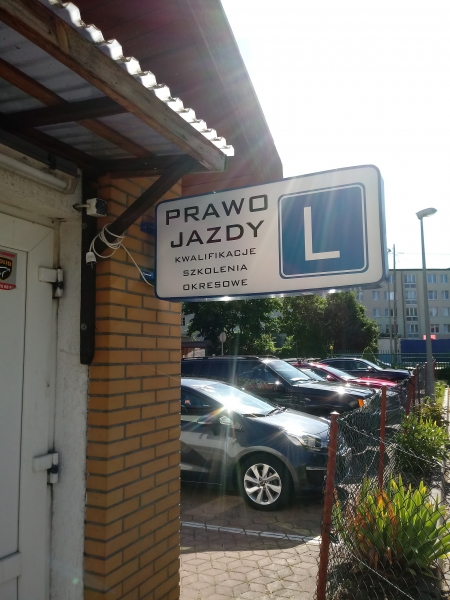 PRAWO
JAZDY
KWALIFIKACJE
SZKOLENIA
OKRESOWE
L